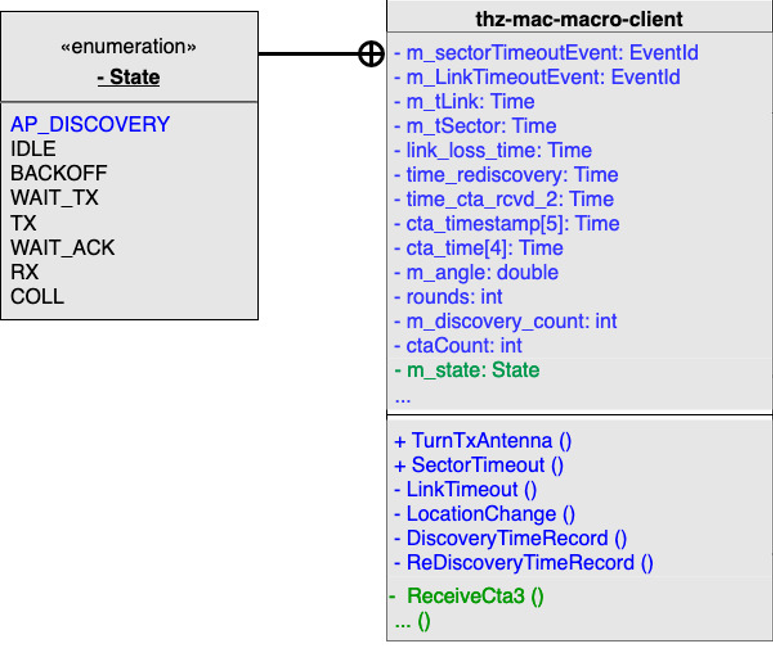 «enumeration»
- State
AP_DISCOVERY
IDLE
BACKOFF
WAIT_TX
TX
WAIT_ACK
RX
COLL
thz-mac-macro-client
- m_sectorTimeoutEvent: EventId
- m_LinkTimeoutEvent: EventId
- m_tLink: Time
- m_tSector: Time
- link_loss_time: Time
- time_rediscovery: Time
- time_cta_rcvd_2: Time
- cta_timestamp[5]: Time
- cta_time[4]: Time
- m_angle: double
- rounds: int
- m_discovery_count: int
- ctaCount: int
- m_state: State
...
+ TurnTxAntenna ()
+ SectorTimeout ()
- LinkTimeout ()
- LocationChange ()
- DiscoveryTimeRecord ()
- ReDiscoveryTimeRecord ()
- ReceiveCta3 ()
... ()